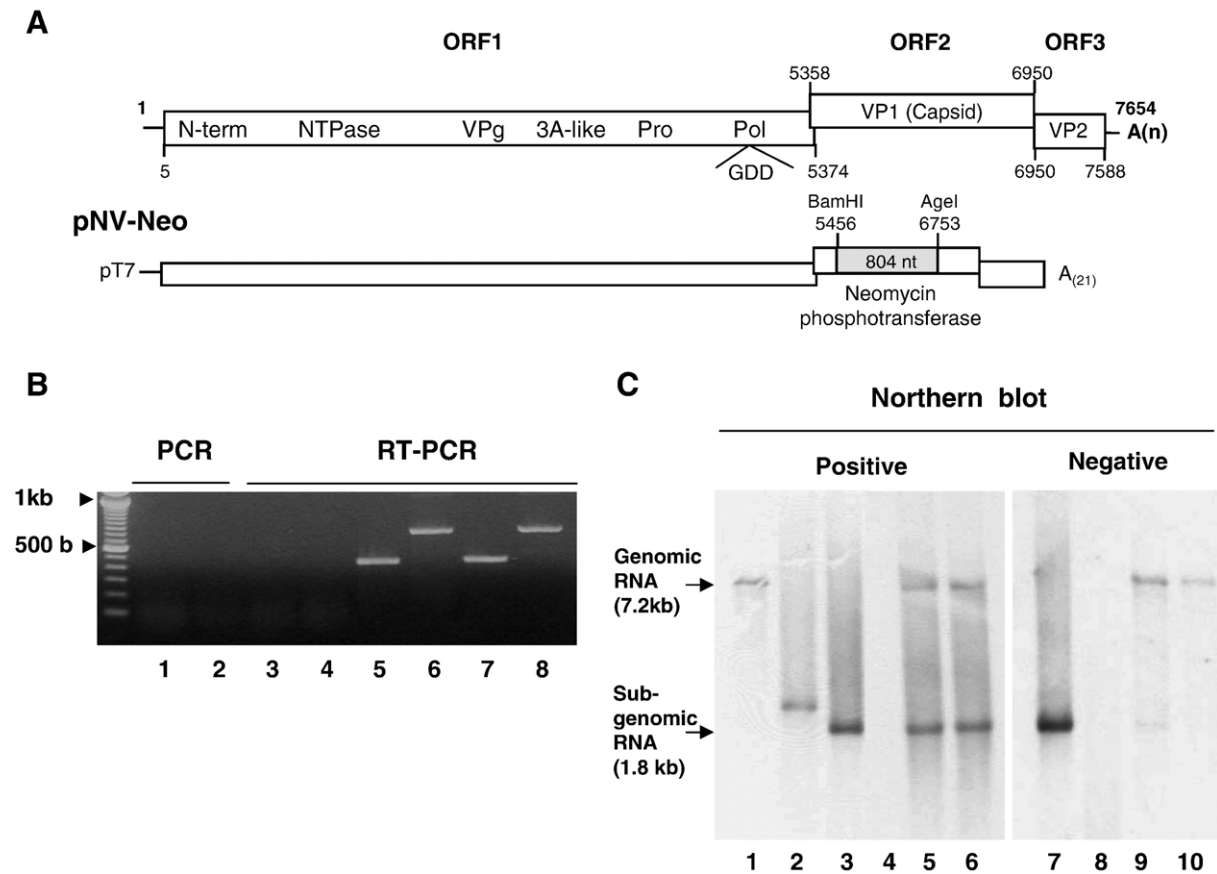 A
ORF1
ORF2
ORF3
5358
6950
1
7654
N-term NTPase VPg 3A-like Pro Pol
VP1 (Capsid)
VP2
A(n)
5
GDD
5374
6950
7588
pNV-Neo
BamHI
5456
AgeI
6753
pT7
804 nt
A(21)
Neomycin
phosphotransferase
B
PCR
RT-PCR
1kb
500 b
1 2 3 4 5 6 7 8
C
Northern blot
Positive
Negative
Genomic
RNA
(7.2kb)
Sub-
genomic
RNA
(1.8 kb)
1 2 3 4 5 6 7 8 9 10